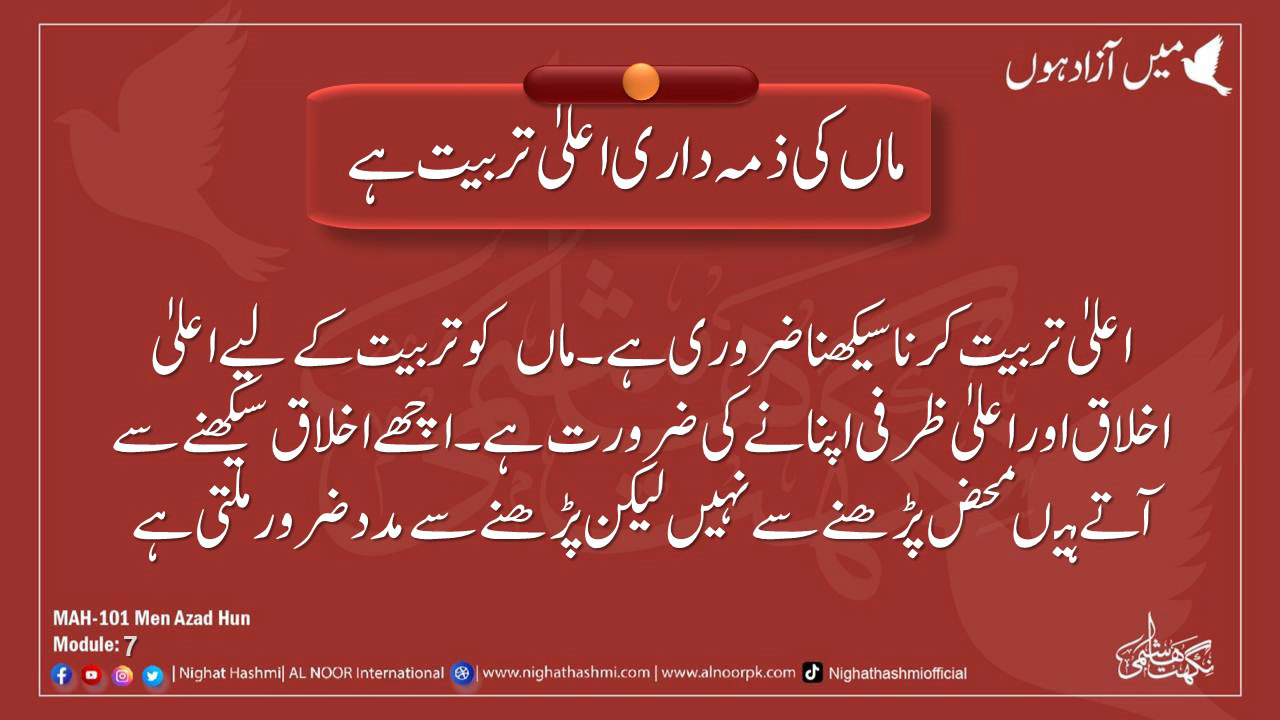 میں آزاد ہوں
ماں کی ذمہ داری اعلیٰ تربیت ہے
اعلیٰ تربیت کرنا سیکھنا ضروری ہے۔ماں کو تربیت کے لیے اعلیٰ
اخلاق اور اعلیٰ ظرفی اپنانے کی ضرورت ہے۔اچھے اخلاق سیکھنے سے
آتے ہیں محض پڑھنے سے نہیں لیکن پڑھنے سے مدد ضرور ملتی ہے
MAH-101 Men Azad Hun
Module: 7
| Nighat Hashmi| AL NOOR International | www.nighathashmi.com | www.alnoorpk.com Nighathashmiofficial
نگہت ہاشمی